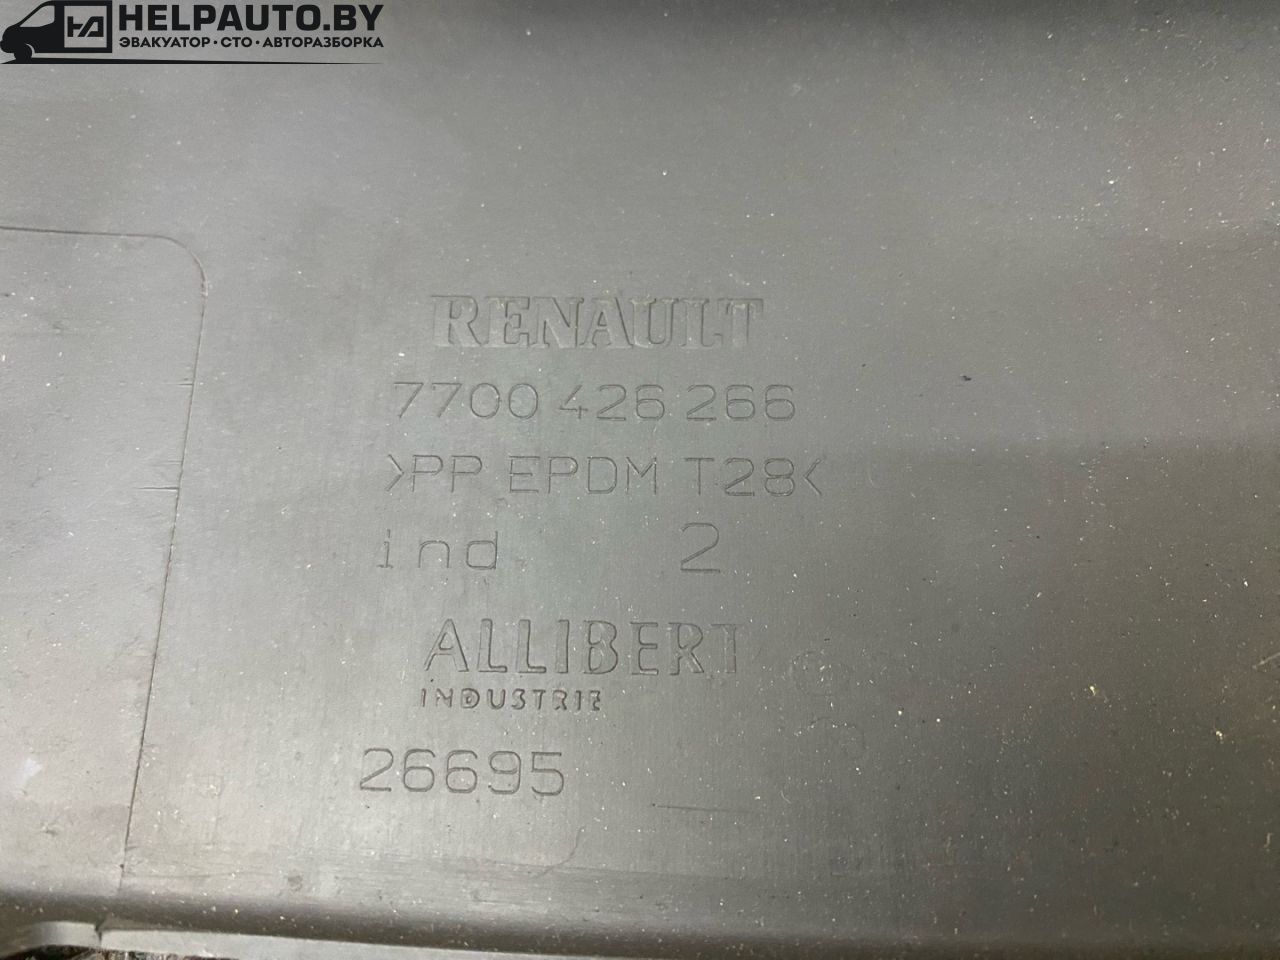 HELPAUTO.BY
ЭВАКУАТОР · СТО · АВТОРАЗБОРКА
RENAULT
7700 426 266
>PP EPDM T28<
ind. 2
ALLIBERT
INDUSTRIE
26695